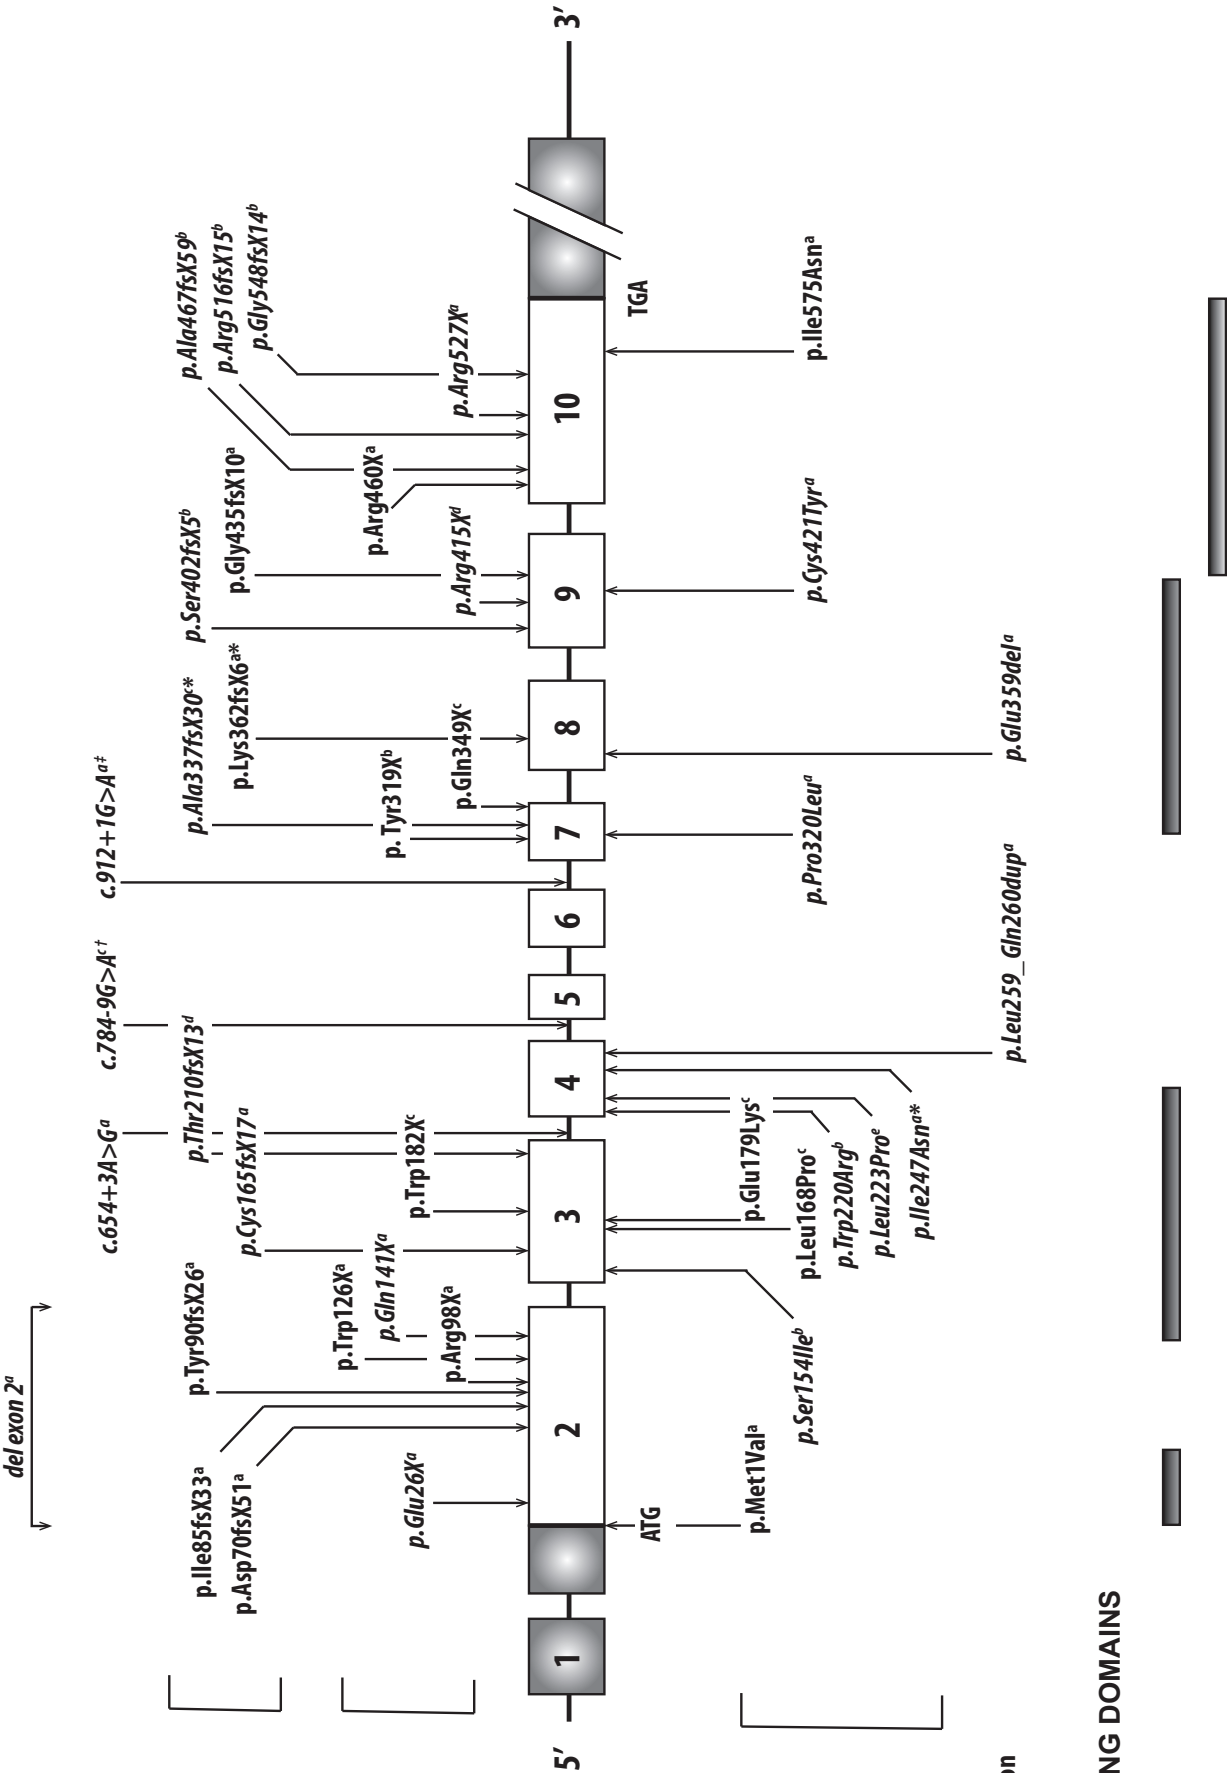 del exon 2ᵃ
c.654+3A>Gᵃ
c.784-9G>Aᶜ†
c.912+1G>Aᵃ‡
p.Ile85fsX33ᵃ
p.Asp70fsX51ᵃ
p.Tyr90fsX26ᵃ
p.Cys165fsX17ᵃ
p.Thr210fsX13ᵈ
p.Ala337fsX30ᶜ*
p.Lys362fsX6ᵃ*
p.Ser402fsX5ᵇ
p.Gly435fsX10ᵃ
p.Ala467fsX59ᵇ
p.Arg516fsX15ᵇ
p.Gly548fsX14ᵇ
p.Glu26Xᵃ
p.Trp126Xᵃ
p.Gln141Xᵃ
p.Arg98Xᵃ
p.Trp182Xᶜ
p. Tyr319Xᵇ
p.Gln349Xᶜ
p.Arg415Xᵈ
p.Arg460Xᵃ
p.Arg527Xᵃ
5′ 1 2 3 4 5 6 7 8 9 10 3′
ATG TGA
p.Met1Valᵃ
p.Ser154Ileᵇ
p.Glu179Lysᶜ
p.Leu168Proᶜ
p.Trp220Argᵇ
p.Leu223Proᵉ
p.Ile247Asnᵃ*
p.Pro320Leuᵃ
p.Cys421Tyrᵃ
p.Ile575Asnᵃ
p.Leu259_Gln260dupᵃ
p.Glu359delᵃ
on
NG DOMAINS